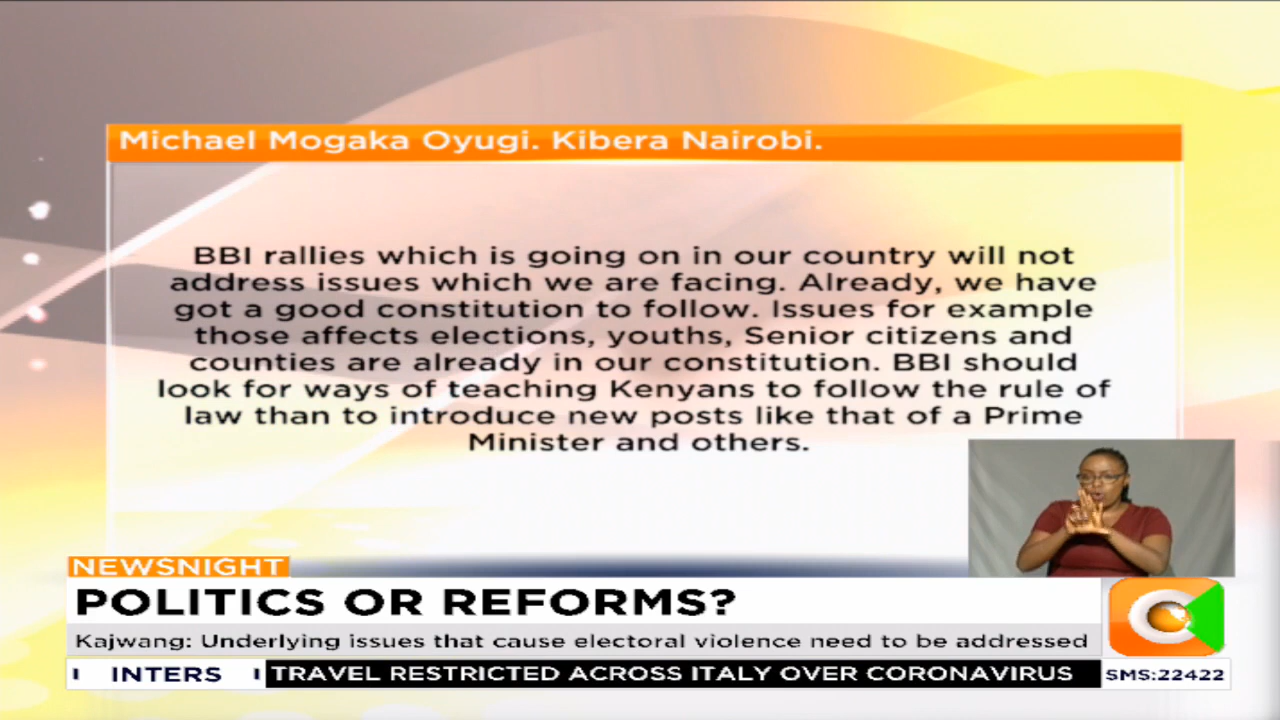 Michael Mogaka Oyugi. Kibera Nairobi.
BBI rallies which is going on in our country will not
address issues which we are facing. Already, we have
got a good constitution to follow. Issues for example
those affects elections, youths, Senior citizens and
counties are already in our constitution. BBI should
look for ways of teaching Kenyans to follow the rule of
law than to introduce new posts like that of a Prime
Minister and others.
NEWSNIGHT
POLITICS OR REFORMS?
Kajwang: Underlying issues that cause electoral violence need to be addressed
INTERS
TRAVEL RESTRICTED ACROSS ITALY OVER CORONAVIRUS
SMS:22422